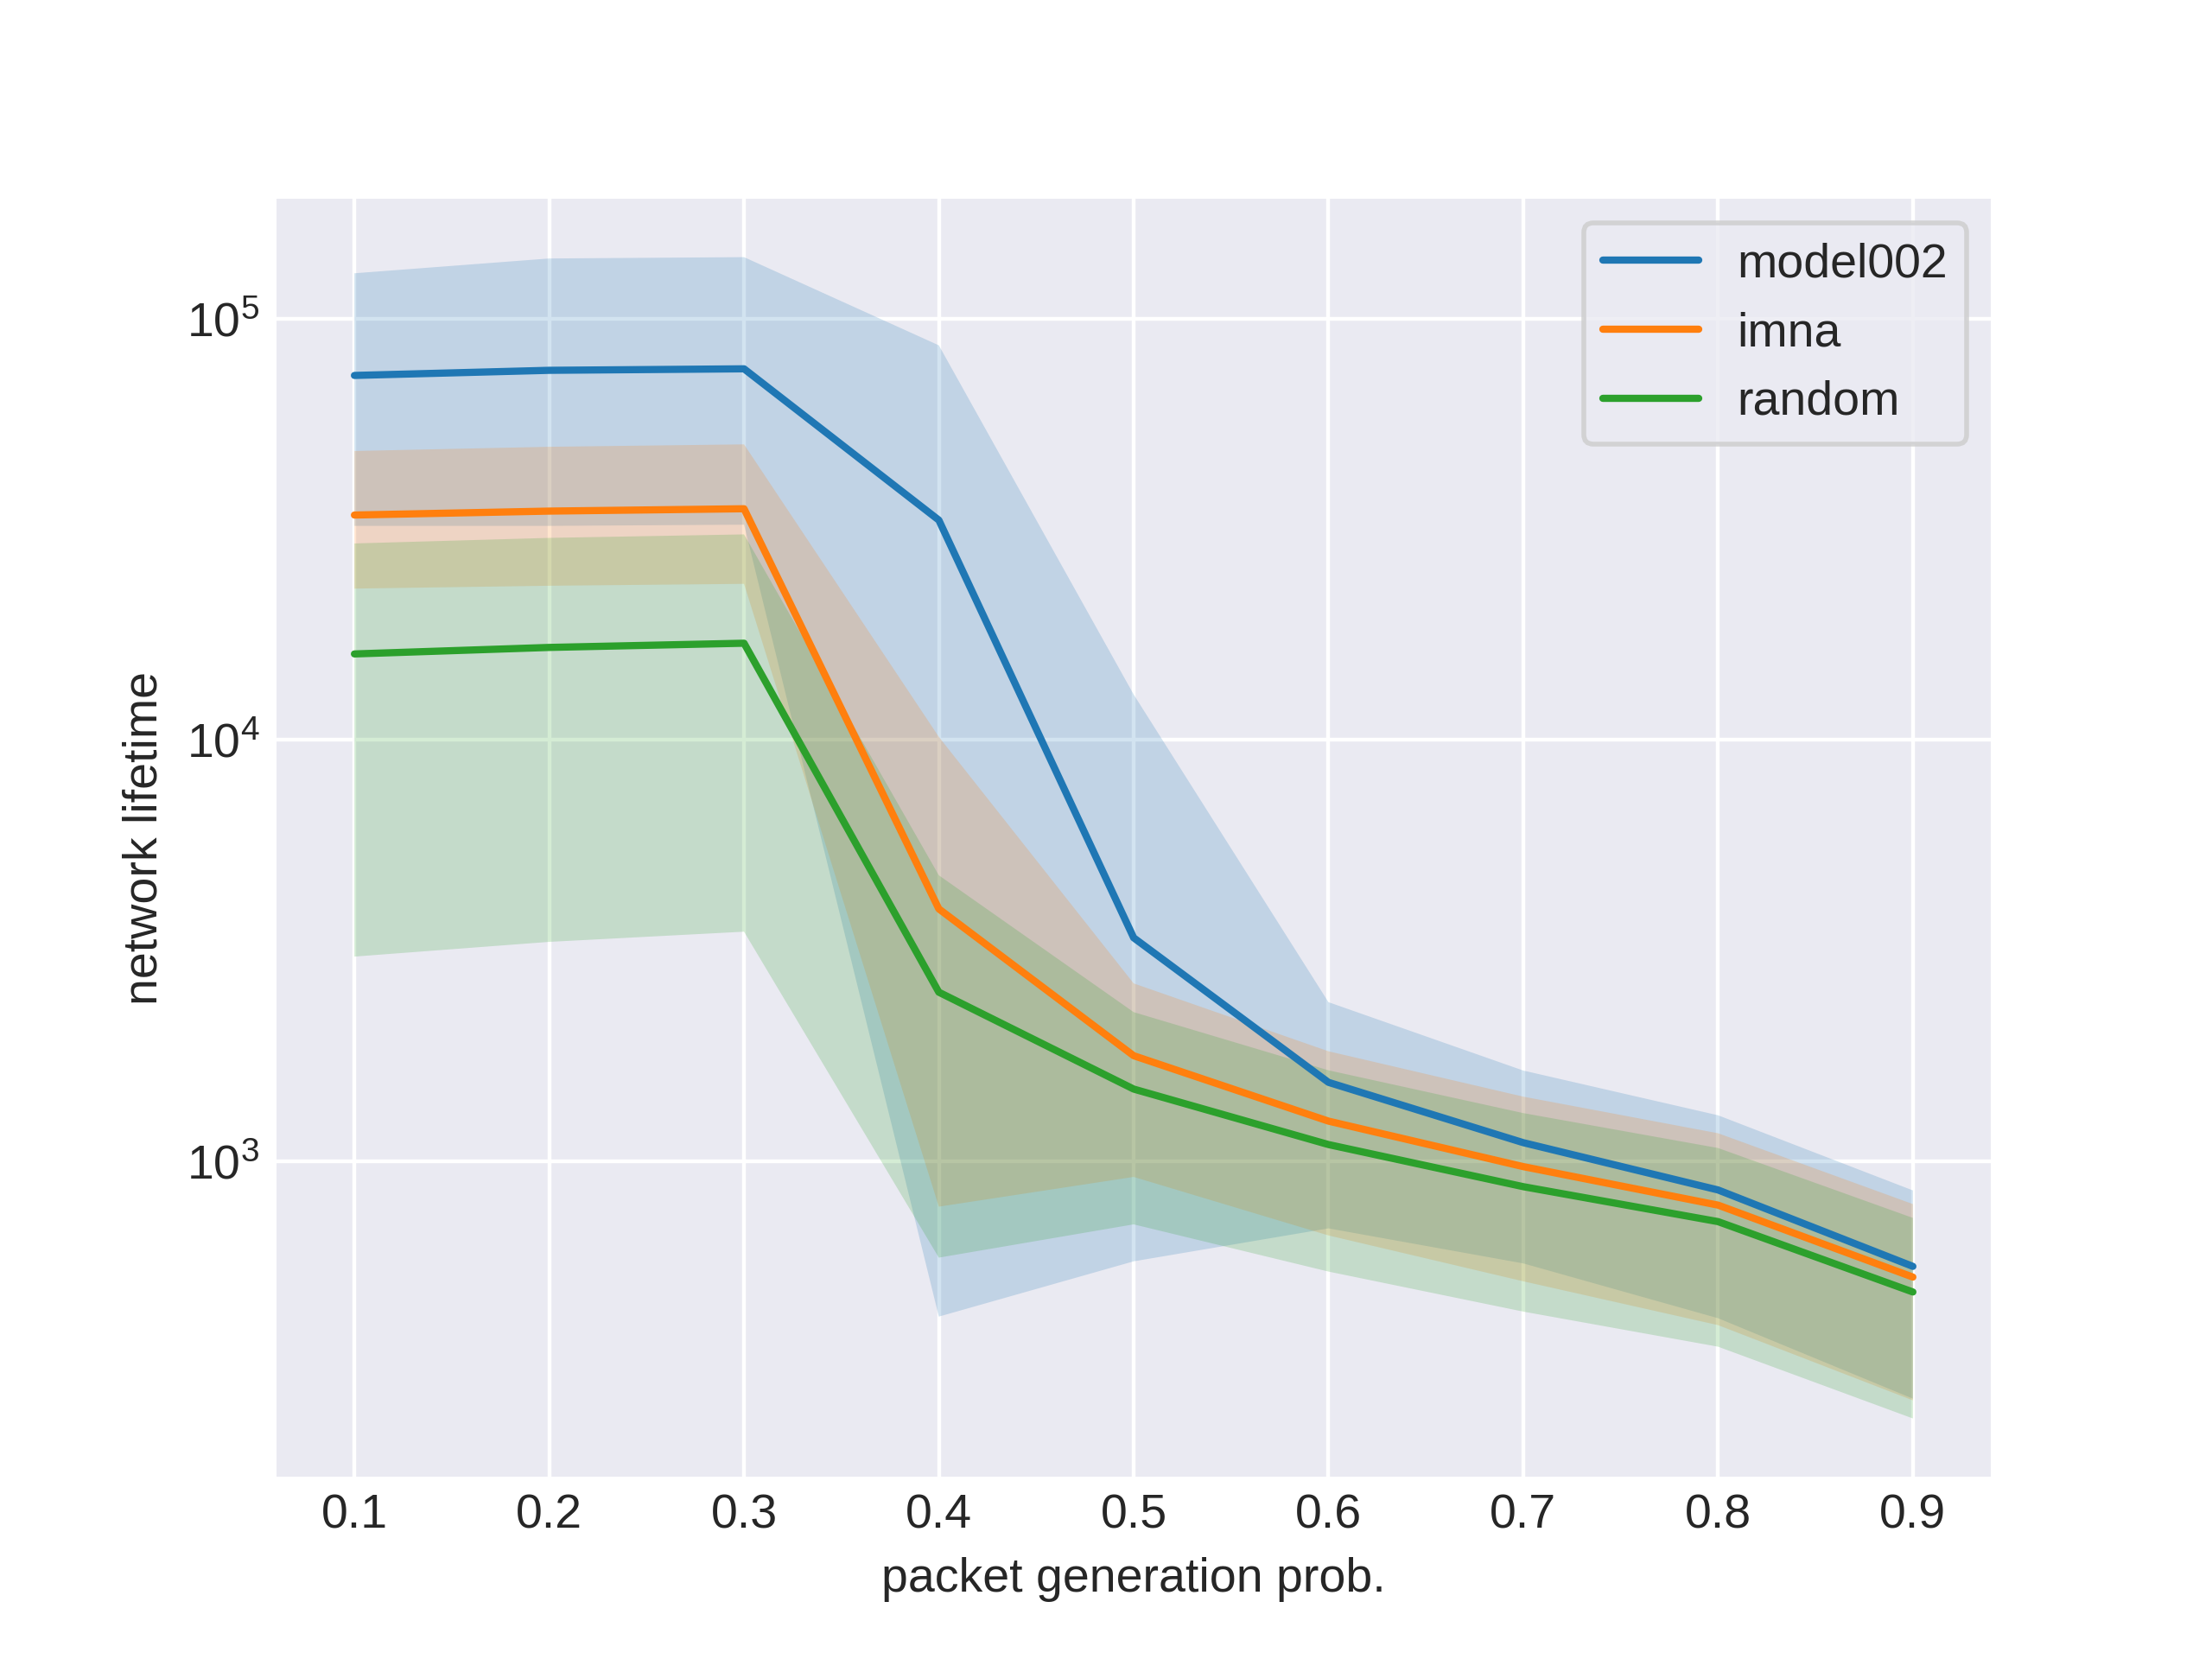 model002
imna
random
10^5
10^4
10^3
network lifetime
0.1 0.2 0.3 0.4 0.5 0.6 0.7 0.8 0.9
packet generation prob.